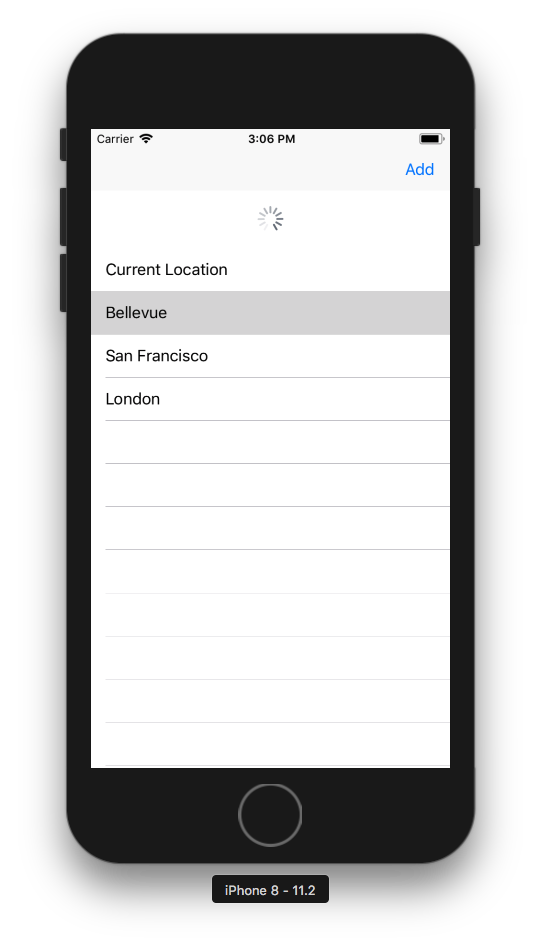 Carrier 3:06 PM
Add
Current Location
Bellevue
San Francisco
London
iPhone 8 - 11.2